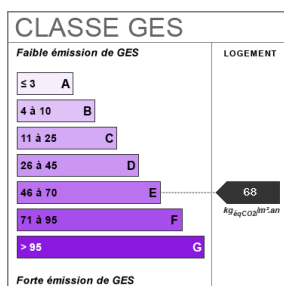 CLASSE GES
Faible émission de GES
LOGEMENT
≤ 3 A
4 à 10 B
11 à 25 C
26 à 45 D
46 à 70 E
68
kgéqCO2/m².an
71 à 95 F
> 95 G
Forte émission de GES